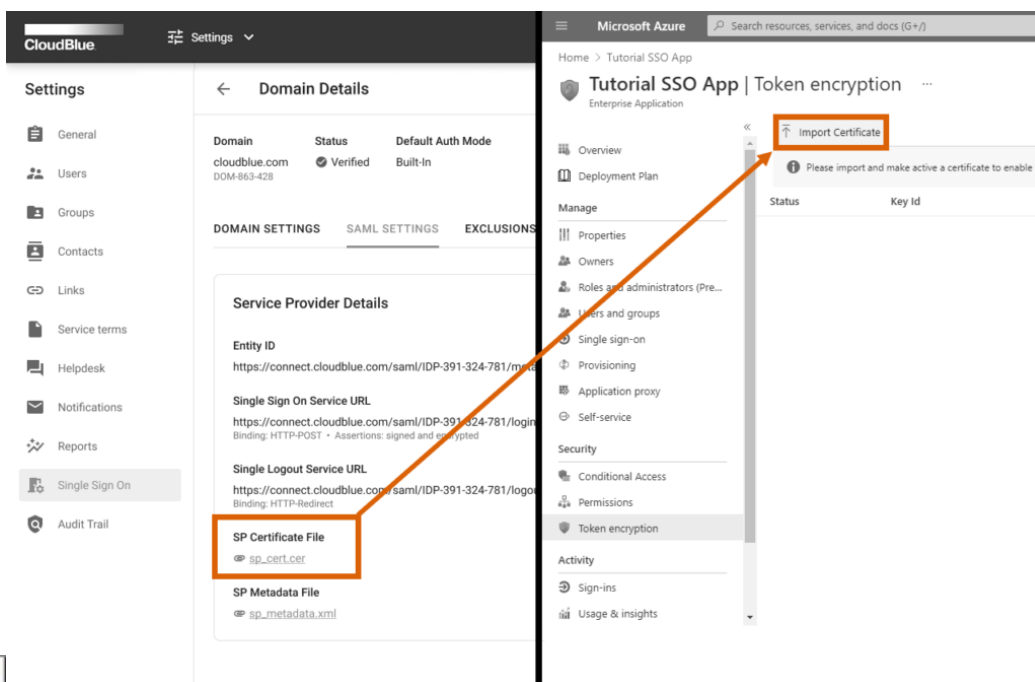 CloudBlue
Settings
Settings
General
Users
Groups
Contacts
Links
Service terms
Helpdesk
Notifications
Reports
Single Sign On
Audit Trail
Domain Details
Domain Status Default Auth Mode
cloudblue.com Verified Built-In
DOM-863-428
DOMAIN SETTINGS SAML SETTINGS EXCLUSIONS
Service Provider Details
Entity ID
https://connect.cloudblue.com/saml/IDP-391-324-781/meta
Single Sign On Service URL
https://connect.cloudblue.com/saml/IDP-391-324-781/login
Binding: HTTP-POST • Assertions: signed and encrypted
Single Logout Service URL
https://connect.cloudblue.com/saml/IDP-391-324-781/logou
Binding: HTTP-Redirect
SP Certificate File
sp_cert.cer
SP Metadata File
sp_metadata.xml
Microsoft Azure
Search resources, services, and docs (G+/)
Home > Tutorial SSO App
Tutorial SSO App | Token encryption ...
Enterprise Application
«
Overview
Deployment Plan
Manage
Properties
Owners
Roles and administrators (Pre...
Users and groups
Single sign-on
Provisioning
Application proxy
Self-service
Security
Conditional Access
Permissions
Token encryption
Activity
Sign-ins
Usage & insights
Import Certificate
Please import and make active a certificate to enable
Status Key Id